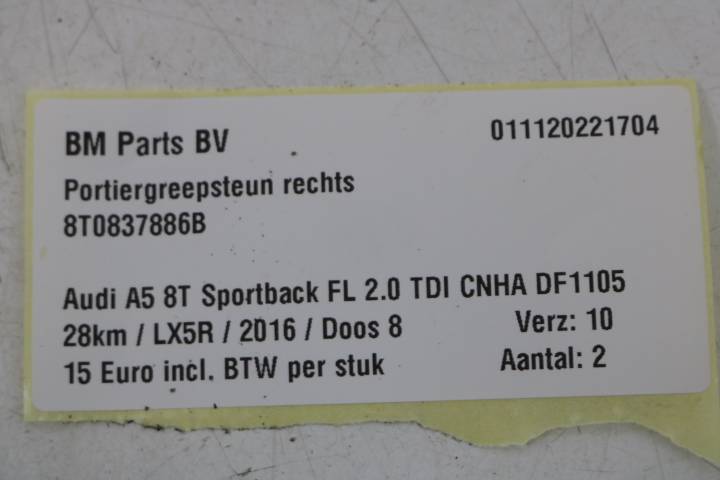 BM Parts BV 011120221704
Portiergreepsteun rechts
8T0837886B
Audi A5 8T Sportback FL 2.0 TDI CNHA DF1105
28km / LX5R / 2016 / Doos 8 Verz: 10
15 Euro incl. BTW per stuk Aantal: 2